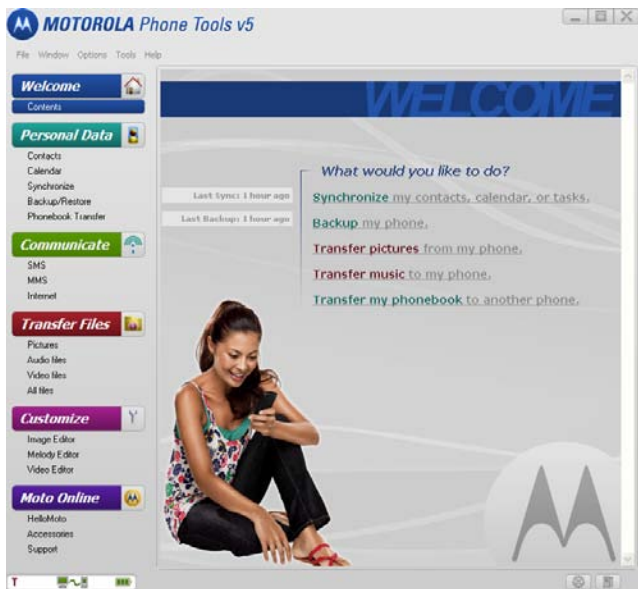 MOTOROLA Phone Tools v5
File Window Options Tools Help
Welcome
Contents
Personal Data
Contacts
Calendar
Synchronize
Backup/Restore
Phonebook Transfer
Communicate
SMS
MMS
Internet
Transfer Files
Pictures
Audio files
Video files
All files
Customize
Image Editor
Melody Editor
Video Editor
Moto Online
HelloMoto
Accessories
Support
WELCOME
What would you like to do?
Last Sync: 1 hour ago
Synchronize my contacts, calendar, or tasks.
Last Backup: 1 hour ago
Backup my phone.
Transfer pictures from my phone.
Transfer music to my phone.
Transfer my phonebook to another phone.
T